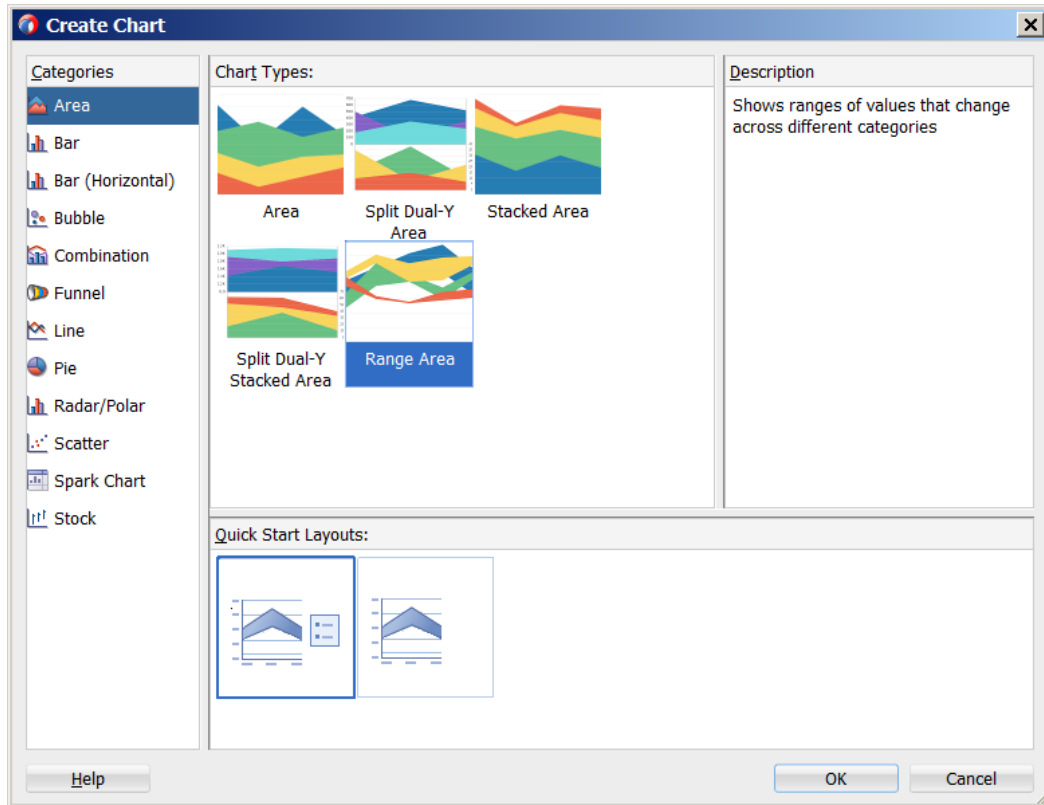 Create Chart
Categories
Area
Bar
Bar (Horizontal)
Bubble
Combination
Funnel
Line
Pie
Radar/Polar
Scatter
Spark Chart
Stock
Chart Types:
Area
Split Dual-Y
Area
Stacked Area
Split Dual-Y
Stacked Area
Range Area
Description
Shows ranges of values that change
across different categories
Quick Start Layouts:
Help
OK
Cancel